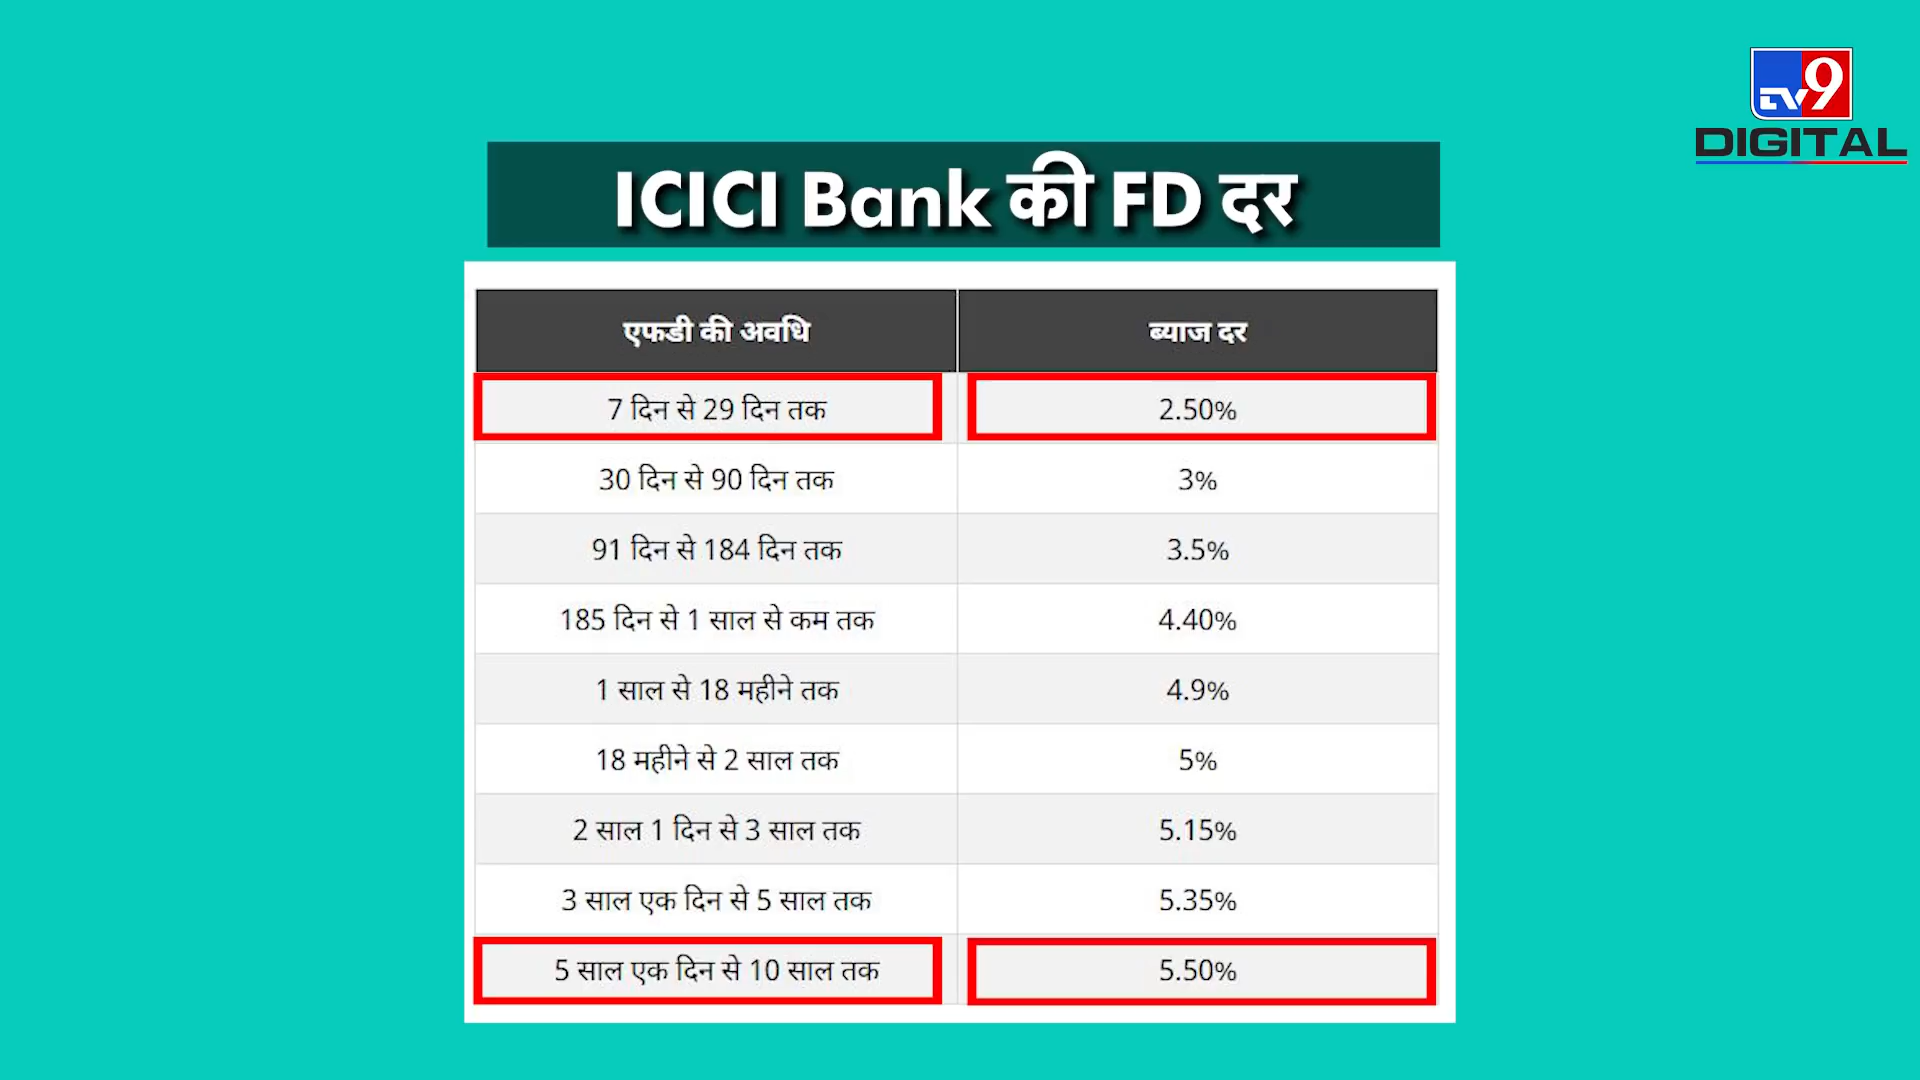 TV9
DIGITAL
ICICI Bank की FD दर
एफडी की अवधि ब्याज दर
7 दिन से 29 दिन तक 2.50%
30 दिन से 90 दिन तक 3%
91 दिन से 184 दिन तक 3.5%
185 दिन से 1 साल से कम तक 4.40%
1 साल से 18 महीने तक 4.9%
18 महीने से 2 साल तक 5%
2 साल 1 दिन से 3 साल तक 5.15%
3 साल एक दिन से 5 साल तक 5.35%
5 साल एक दिन से 10 साल तक 5.50%